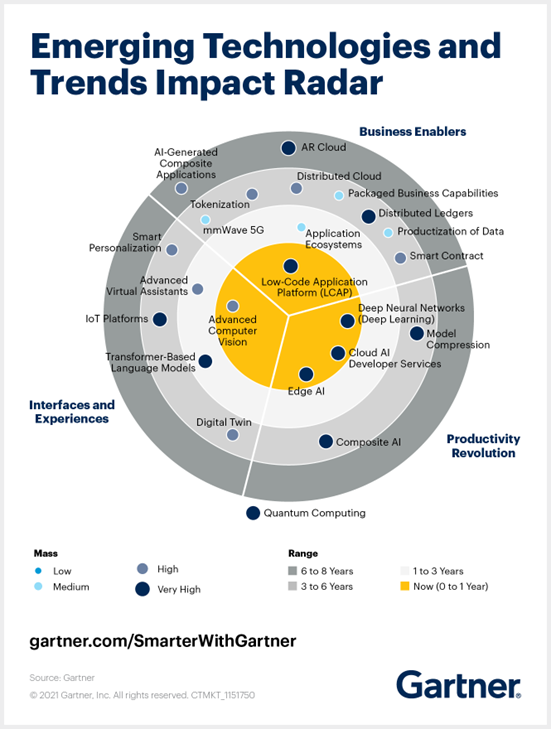 Emerging Technologies and
Trends Impact Radar
Business Enablers
AR Cloud
AI-Generated
Composite
Applications
Distributed Cloud
Packaged Business Capabilities
Tokenization
Distributed Ledgers
mmWave 5G
Application
Ecosystems
Productization of Data
Smart
Personalization
Smart Contract
Low-Code Application
Platform (LCAP)
Advanced
Virtual Assistants
Deep Neural Networks
(Deep Learning)
IoT Platforms
Advanced
Computer
Vision
Model
Compression
Transformer-Based
Language Models
Cloud AI
Developer Services
Edge AI
Interfaces and
Experiences
Digital Twin
Composite AI
Productivity
Revolution
Quantum Computing
Mass
Low
Medium
High
Very High
Range
6 to 8 Years
3 to 6 Years
1 to 3 Years
Now (0 to 1 Year)
gartner.com/SmarterWithGartner
Source: Gartner
© 2021 Gartner, Inc. All rights reserved. CTMKT_1151750
Gartner®